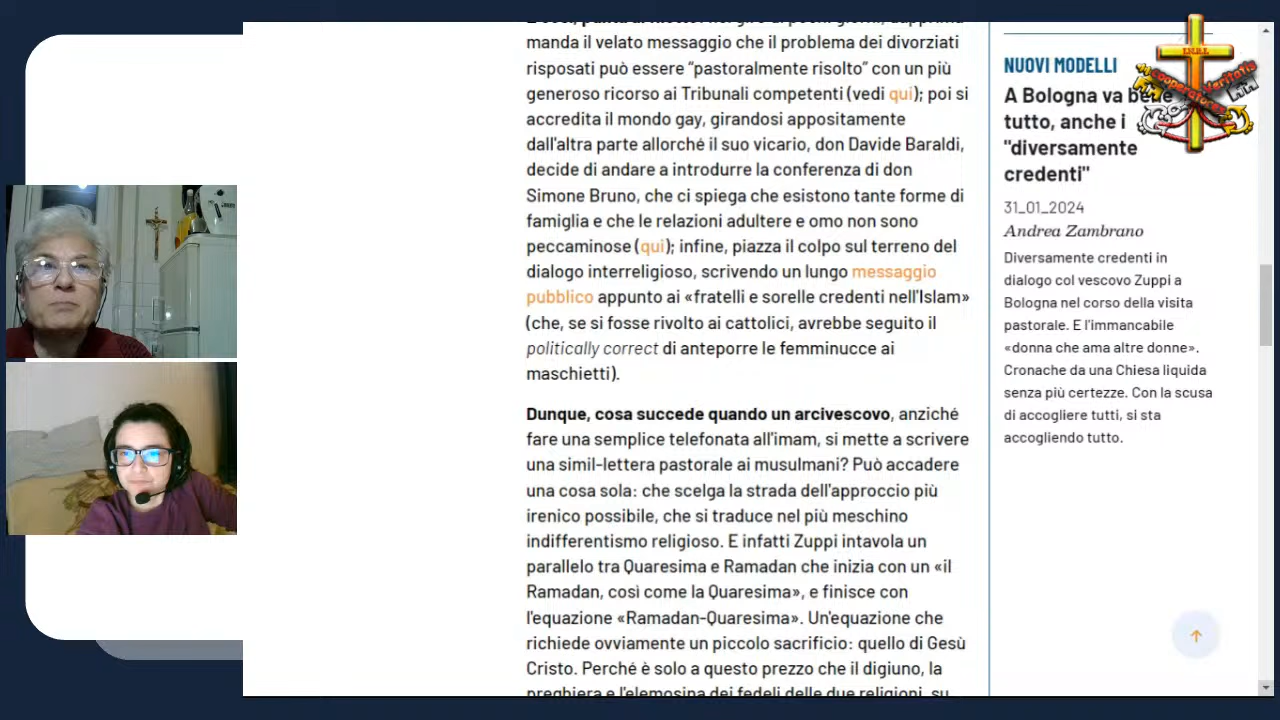 manda il velato messaggio che il problema dei divorziati
risposati può essere “pastoralmente risolto” con un più
generoso ricorso ai Tribunali competenti (vedi qui); poi si
accredita il mondo gay, girandosi appositamente
dall'altra parte allorché il suo vicario, don Davide Baraldi,
decide di andare a introdurre la conferenza di don
Simone Bruno, che ci spiega che esistono tante forme di
famiglia e che le relazioni adultere e omo non sono
peccaminose (qui); infine, piazza il colpo sul terreno del
dialogo interreligioso, scrivendo un lungo messaggio
pubblico appunto ai «fratelli e sorelle credenti nell'Islam»
(che, se si fosse rivolto ai cattolici, avrebbe seguito il
politically correct di anteporre le femminucce ai
maschietti).
Dunque, cosa succede quando un arcivescovo, anziché
fare una semplice telefonata all'imam, si mette a scrivere
una simil-lettera pastorale ai musulmani? Può accadere
una cosa sola: che scelga la strada dell'approccio più
irenico possibile, che si traduce nel più meschino
indifferentismo religioso. E infatti Zuppi intavola un
parallelo tra Quaresima e Ramadan che inizia con un «il
Ramadan, così come la Quaresima», e finisce con
l'equazione «Ramadan-Quaresima». Un'equazione che
richiede ovviamente un piccolo sacrificio: quello di Gesù
Cristo. Perché è solo a questo prezzo che il digiuno, la
preghiera e l'elemosina dei fedeli delle due religioni, su
NUOVI MODELLI
A Bologna va bene
tutto, anche i
"diversamente
credenti"
31_01_2024
Andrea Zambrano
Diversamente credenti in
dialogo col vescovo Zuppi a
Bologna nel corso della visita
pastorale. E l'immancabile
«donna che ama altre donne».
Cronache da una Chiesa liquida
senza più certezze. Con la scusa
di accogliere tutti, si sta
accogliendo tutto.
I.N.R.I.
Cooperatores Veritatis